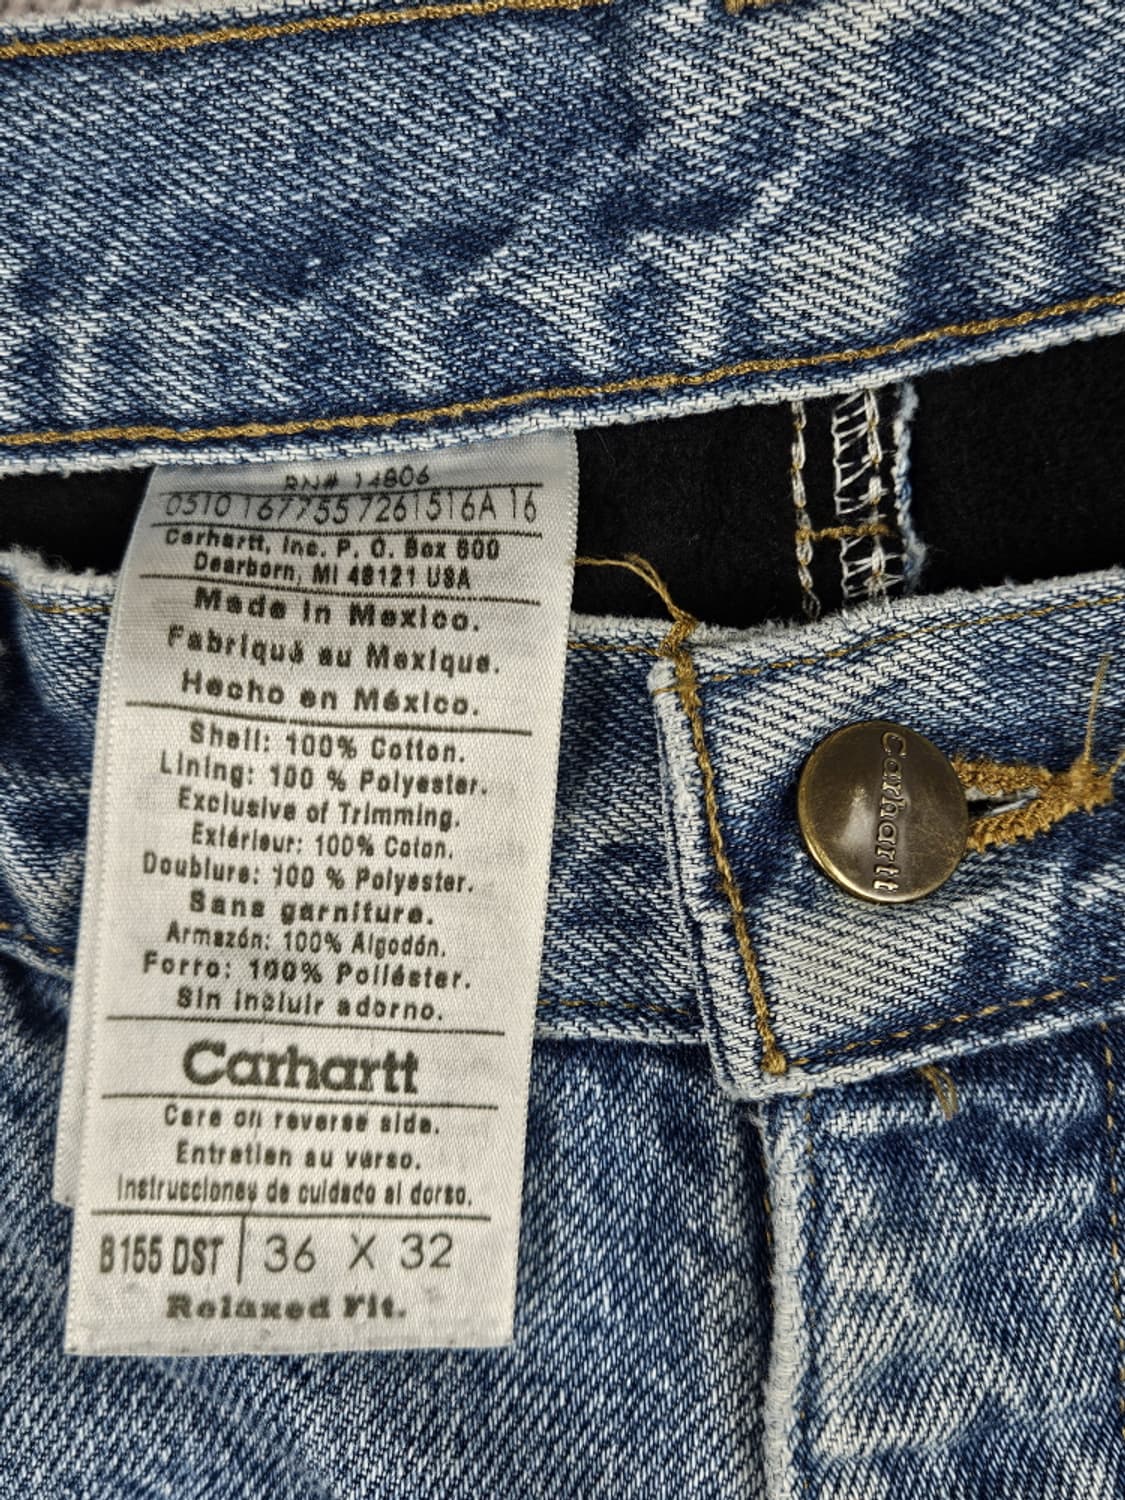 RN# 14806
0510 1677557261516A 16
Carhartt, Inc. P. O. Box 600
Dearborn, MI 48121 USA
Made in Mexico.
Fabriqué au Mexique.
Hecho en México.
Shell: 100% Cotton.
Lining: 100 % Polyester.
Exclusive of Trimming.
Extérieur: 100% Coton.
Doublure: 100 % Polyester.
Sans garniture.
Armazón: 100% Algodón.
Forro: 100% Poliéster.
Sin incluir adorno.
Carhartt
Care on reverse side.
Entretien au verso.
Instrucciones de cuidado al dorso.
B155 DST 36 X 32
Relaxed Fit.
Carhartt